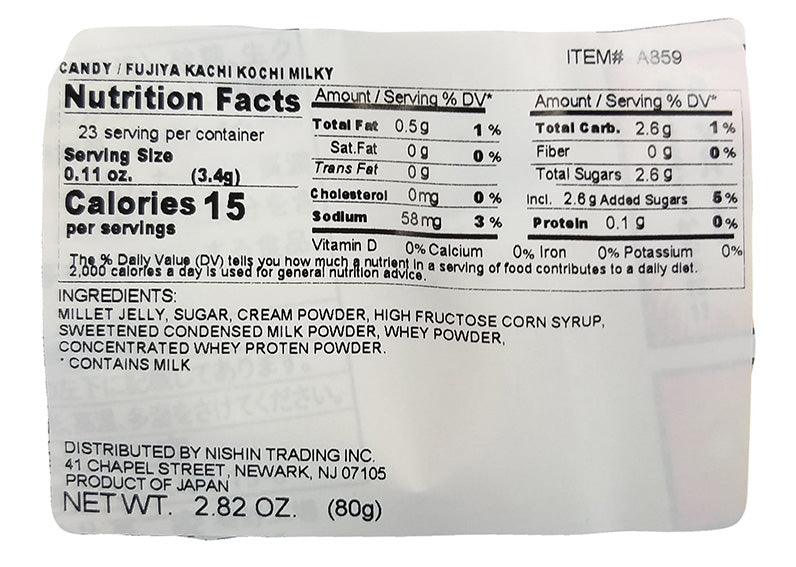 ITEM# A859
CANDY / FUJIYA KACHI KOCHI MILKY
Nutrition Facts
23 serving per container
Serving Size
0.11 oz. (3.4g)
Calories 15
per servings
Amount / Serving % DV*
Total Fat 0.5g 1%
Sat.Fat 0g 0%
Trans Fat 0g
Cholesterol 0mg 0%
Sodium 58mg 3%
Amount / Serving % DV*
Total Carb. 2.6g 1%
Fiber 0g 0%
Total Sugars 2.6g
Incl. 2.6g Added Sugars 5%
Protein 0.1 g 0%
Vitamin D 0% Calcium 0% Iron 0% Potassium 0%
The % Daily Value (DV) tells you how much a nutrient in a serving of food contributes to a daily diet.
2,000 calories a day is used for general nutrition advice.
INGREDIENTS:
MILLET JELLY, SUGAR, CREAM POWDER, HIGH FRUCTOSE CORN SYRUP,
SWEETENED CONDENSED MILK POWDER, WHEY POWDER,
CONCENTRATED WHEY PROTEN POWDER.
* CONTAINS MILK
DISTRIBUTED BY NISHIN TRADING INC.
41 CHAPEL STREET, NEWARK, NJ 07105
PRODUCT OF JAPAN
NET WT. 2.82 OZ. (80g)